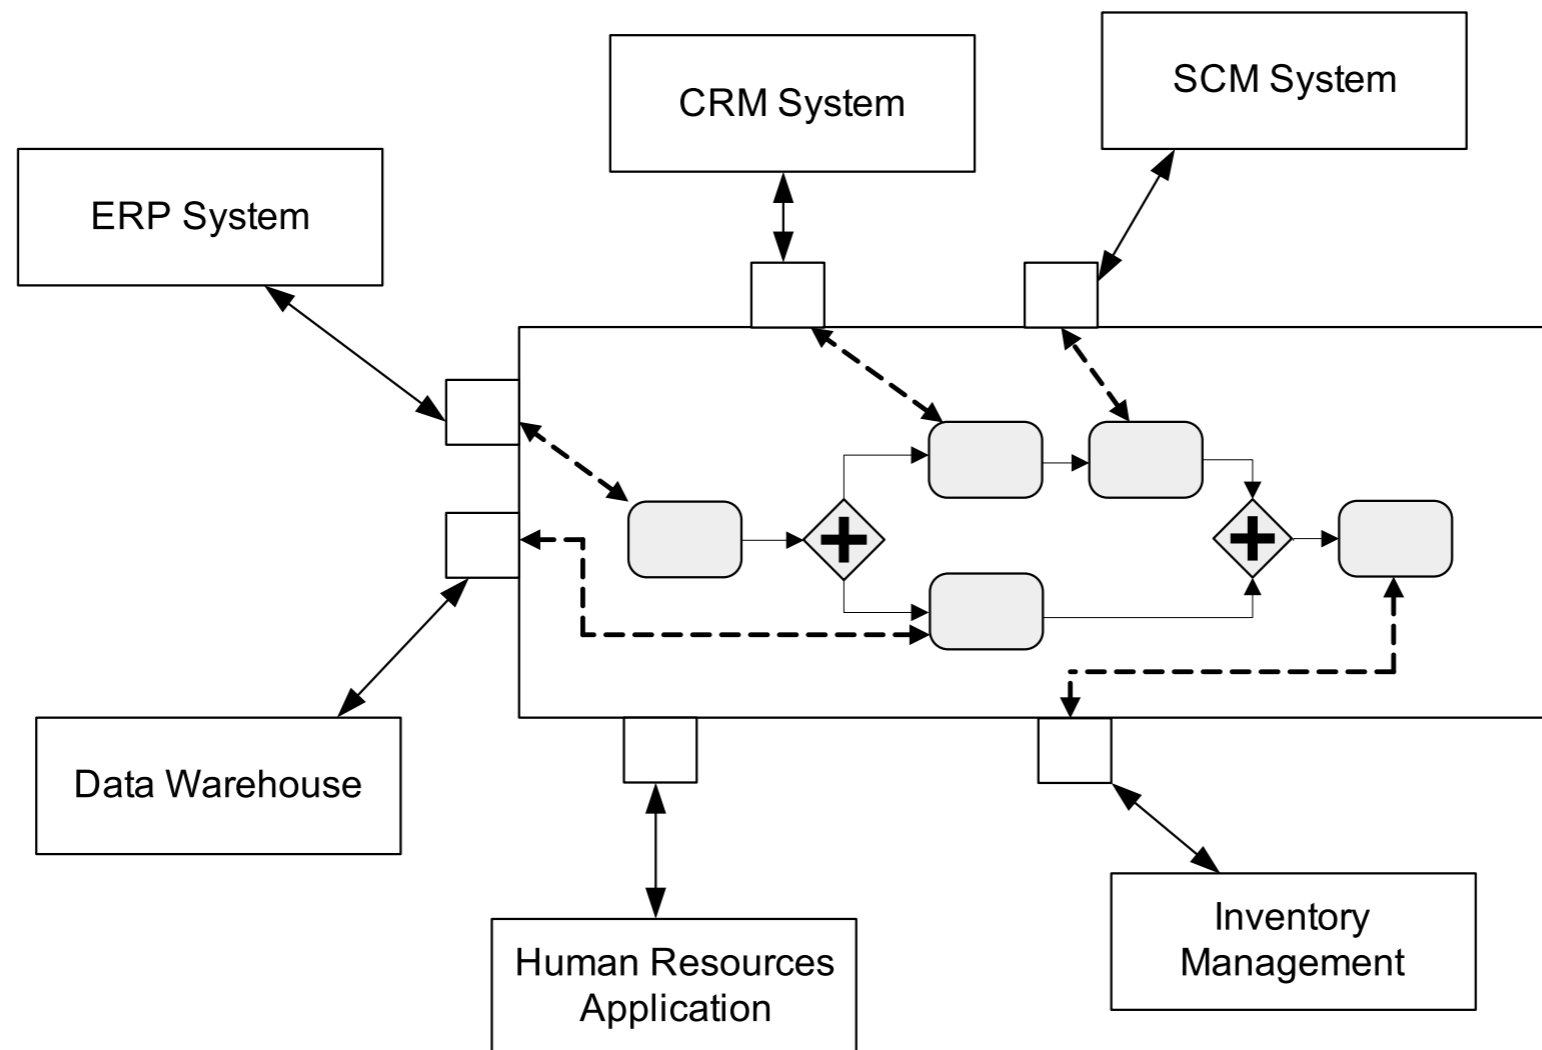 SCM System
CRM System
ERP System
Data Warehouse
Human Resources
Application
Inventory
Management